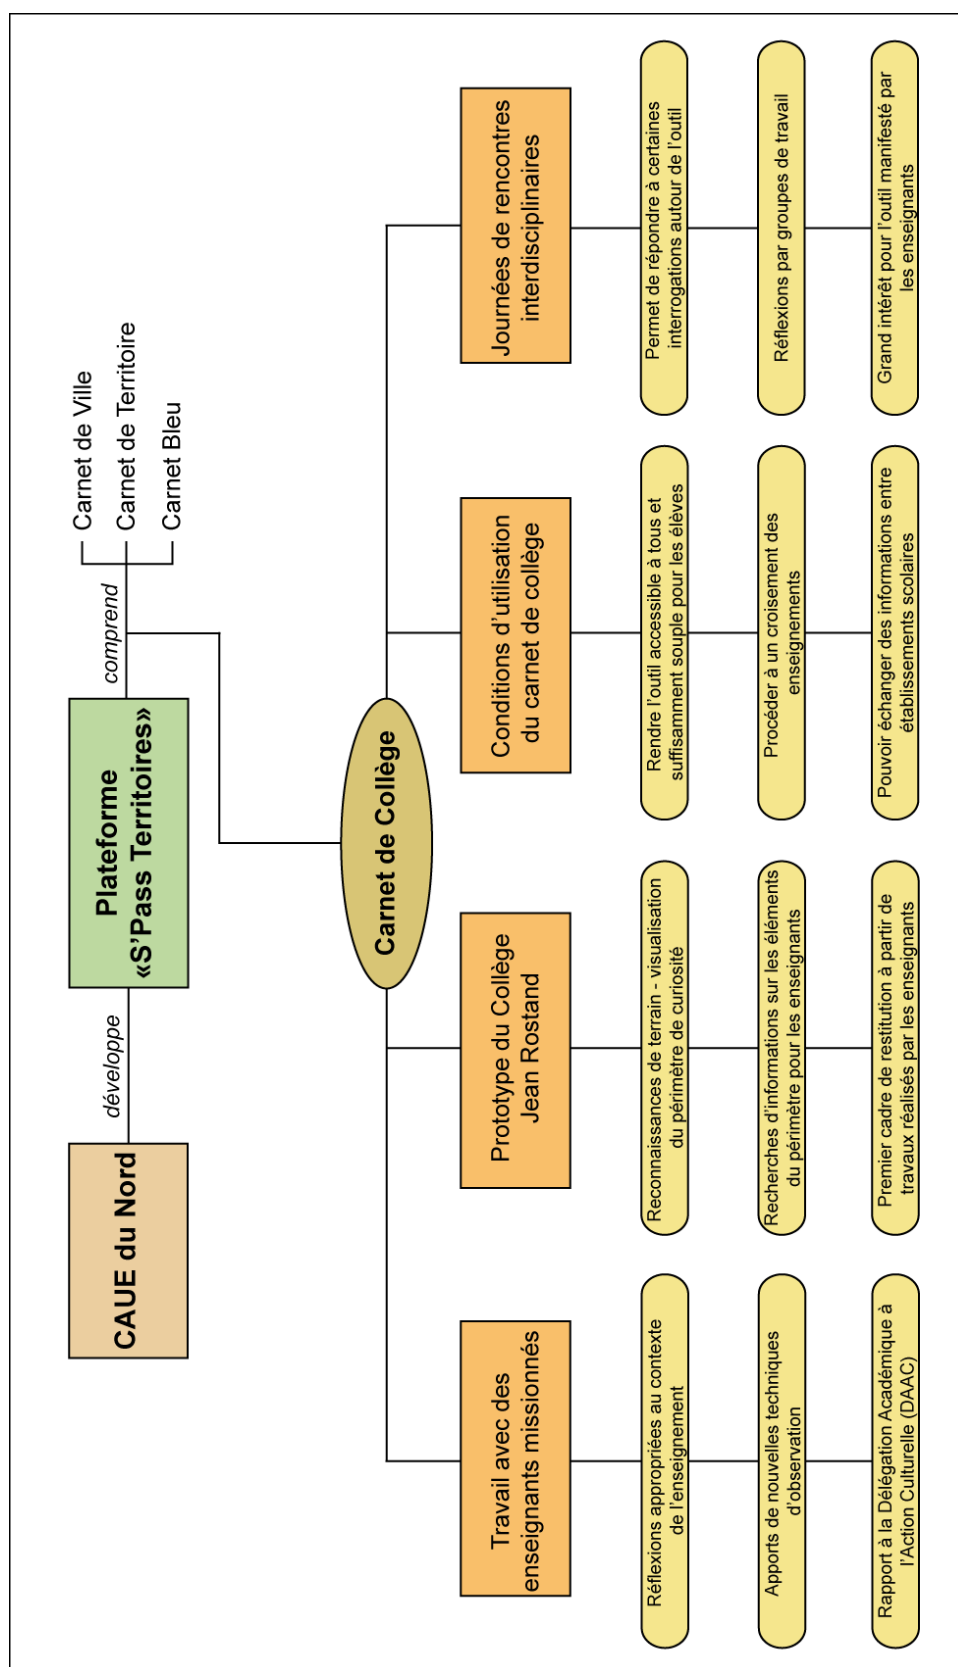 CAUE du Nord
développe
Plateforme
«S'Pass Territoires»
comprend
Carnet de Ville
Carnet de Territoire
Carnet Bleu
Carnet de Collège
Travail avec des
enseignants missionnés
Réflexions appropriées au contexte
de l'enseignement
Apports de nouvelles techniques
d'observation
Rapport à la Délégation Académique à
l'Action Culturelle (DAAC)
Prototype du Collège
Jean Rostand
Reconnaissances de terrain - visualisation
du périmètre de curiosité
Recherches d'informations sur les éléments
du périmètre pour les enseignants
Premier cadre de restitution à partir de
travaux réalisés par les enseignants
Conditions d'utilisation
du carnet de collège
Rendre l'outil accessible à tous et
suffisamment souple pour les élèves
Procéder à un croisement des
enseignements
Pouvoir échanger des informations entre
établissements scolaires
Journées de rencontres
interdisciplinaires
Permet de répondre à certaines
interrogations autour de l'outil
Réflexions par groupes de travail
Grand intérêt pour l'outil manifesté par
les enseignants